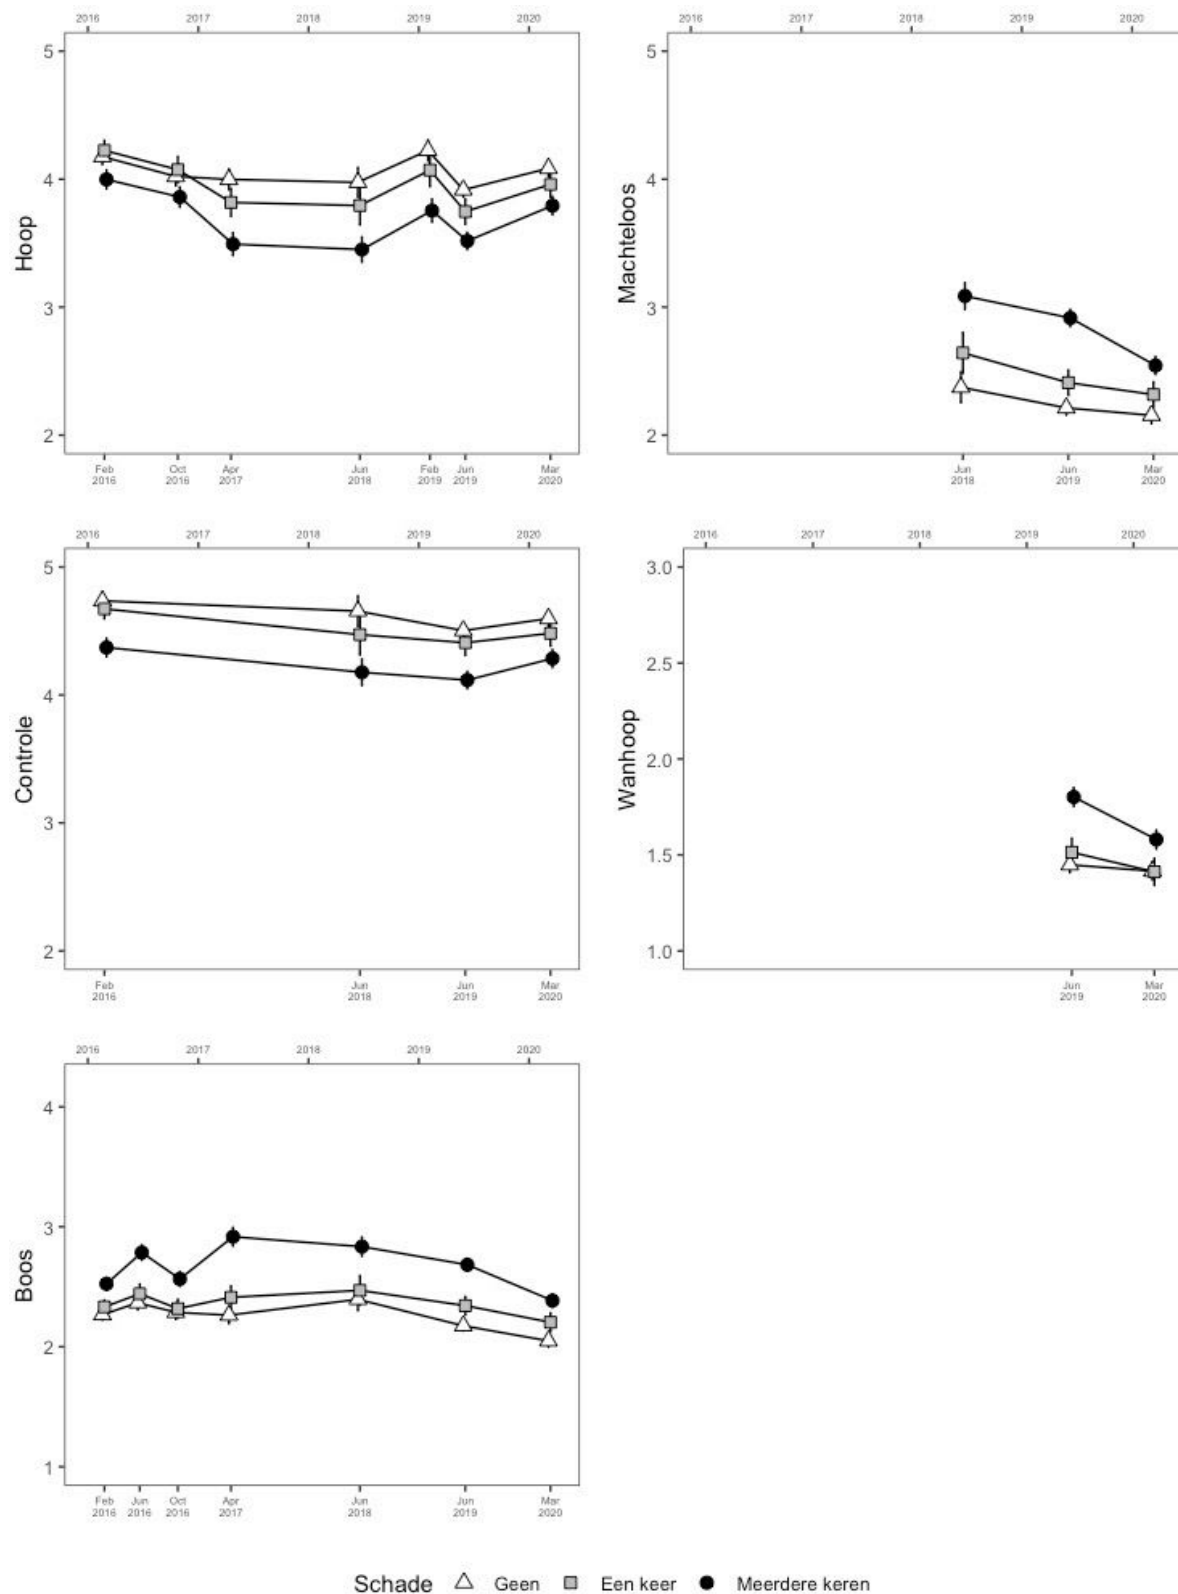 2016 2017 2018 2019 2020
5
4
3
2
Hoop
Feb Oct Apr Jun Feb Jun Mar
2016 2016 2017 2018 2019 2019 2020
2016 2017 2018 2019 2020
5
4
3
2
Machteloos
Jun Jun Mar
2018 2019 2020
2016 2017 2018 2019 2020
5
4
3
2
Controle
Feb Jun Jun Mar
2016 2018 2019 2020
2016 2017 2018 2019 2020
3.0
2.5
2.0
1.5
1.0
Wanhoop
Jun Mar
2019 2020
2016 2017 2018 2019 2020
4
3
2
1
Boos
Feb Jun Oct Apr Jun Jun Mar
2016 2016 2016 2017 2018 2019 2020
Schade Geen Een keer Meerdere keren